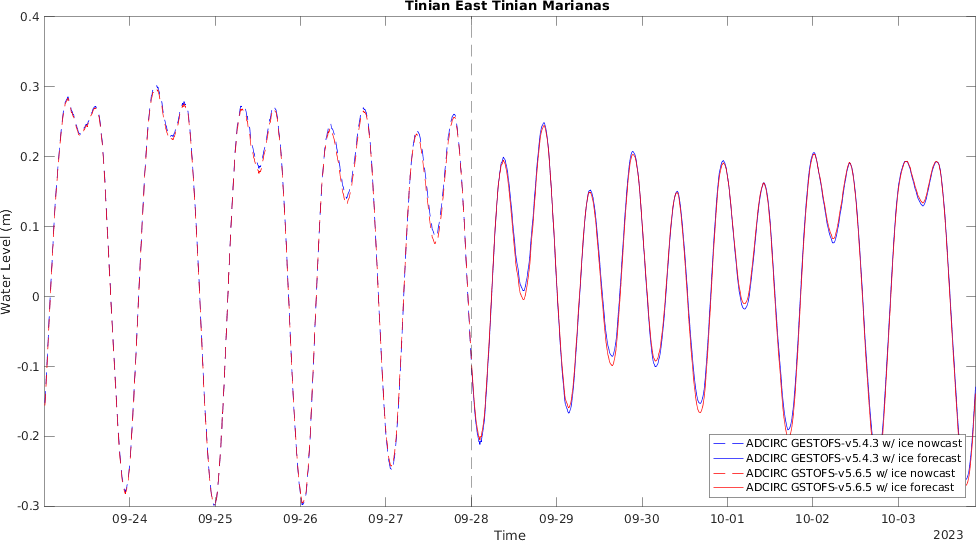 Tinian East Tinian Marianas
0.4
0.3
0.2
0.1
0
-0.1
-0.2
-0.3
Water Level (m)
09-24 09-25 09-26 09-27 09-28 09-29 09-30 10-01 10-02 10-03
Time
2023
ADCIRC GESTOFS-v5.4.3 w/ ice nowcast
ADCIRC GESTOFS-v5.4.3 w/ ice forecast
ADCIRC GSTOFS-v5.6.5 w/ ice nowcast
ADCIRC GSTOFS-v5.6.5 w/ ice forecast